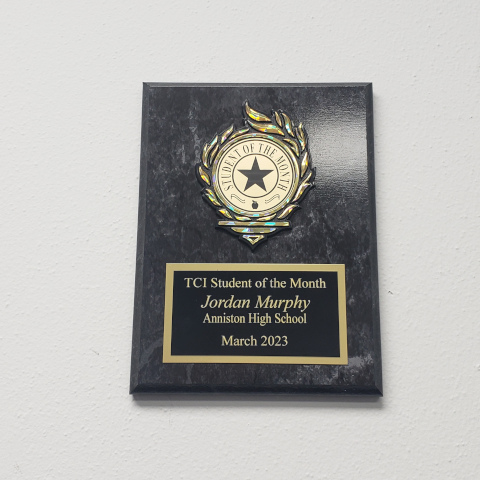 STUDENT OF THE MONTH
TCI Student of the Month
Jordan Murphy
Anniston High School
March 2023